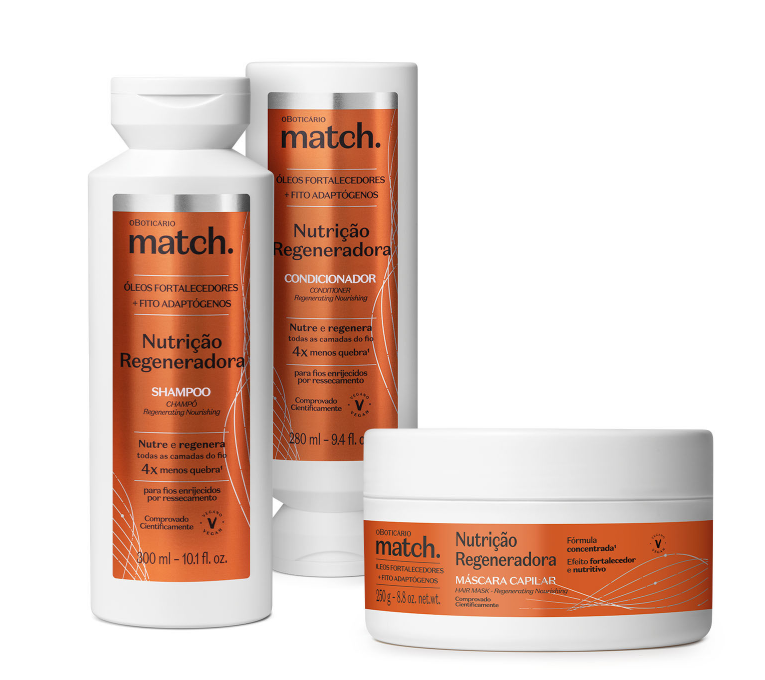 oBOTICÁRIO
match.
ÓLEOS FORTALECEDORES
+ FITO ADAPTÓGENOS
Nutrição
Regeneradora
SHAMPOO
CHAMPÔ
Regenerating Nourishing
Nutre e regenera
todas as camadas do fio
4x menos quebra¹
para fios enrijecidos
por ressecamento
Comprovado
Cientificamente
VEGANO
V
VEGAN
300 ml – 10.1 fl. oz.
oBOTICÁRIO
match.
ÓLEOS FORTALECEDORES
+ FITO ADAPTÓGENOS
Nutrição
Regeneradora
CONDICIONADOR
CONDITIONER
Regenerating Nourishing
Nutre e regenera
todas as camadas do fio
4x menos quebra¹
para fios enrijecidos
por ressecamento
Comprovado
Cientificamente
VEGANO
V
VEGAN
280 ml – 9.4 fl. o
oBOTICÁRIO
match.
ÓLEOS FORTALECEDORES
+ FITO ADAPTÓGENOS
250 g – 8.8 oz. net.wt.
Nutrição
Regeneradora
MÁSCARA CAPILAR
HAIR MASK - Regenerating Nourishing
Comprovado
Cientificamente
Fórmula
concentrada¹
Efeito fortalecedor
e nutritivo
VEGANO
V
VEGAN